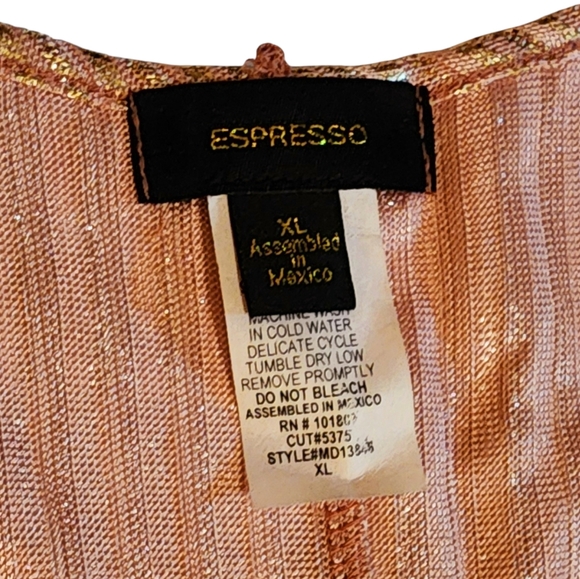 ESPRESSO
XL
Assembled
in
Mexico
MACHINE WASH
IN COLD WATER
DELICATE CYCLE
TUMBLE DRY LOW
REMOVE PROMPTLY
DO NOT BLEACH
ASSEMBLED IN MEXICO
RN #
CUT#5375
XL